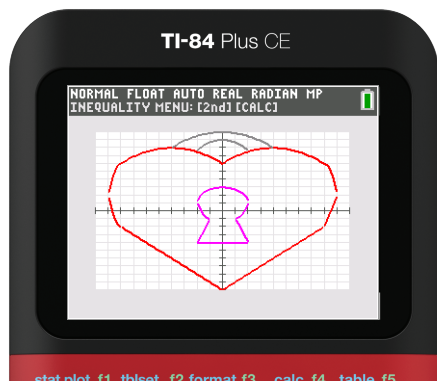 TI-84 Plus CE
NORMAL FLOAT AUTO REAL RADIAN MP
INEQUALITY MENU:[2nd][CALC]
stat plot f1 tblset f2 format f3 calc f4 table f5